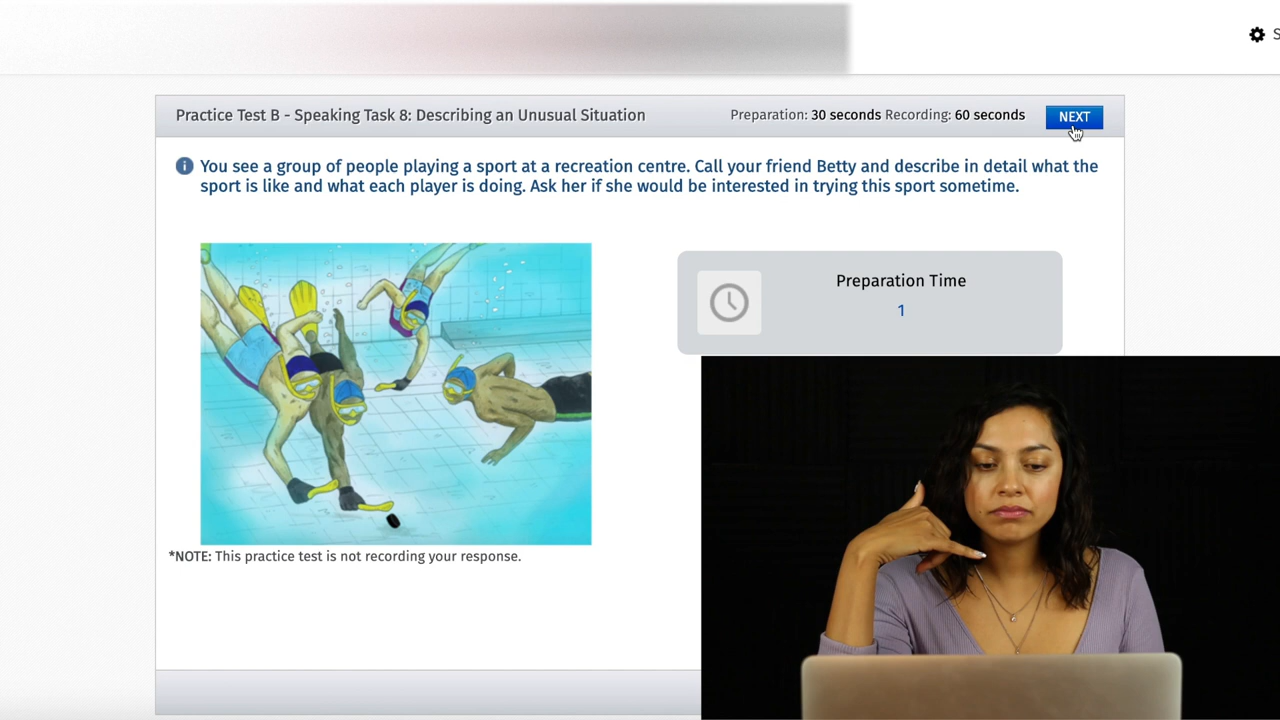 S
Practice Test B - Speaking Task 8: Describing an Unusual Situation
Preparation: 30 seconds Recording: 60 seconds
NEXT
You see a group of people playing a sport at a recreation centre. Call your friend Betty and describe in detail what the
sport is like and what each player is doing. Ask her if she would be interested in trying this sport sometime.
Preparation Time
1
*NOTE: This practice test is not recording your response.